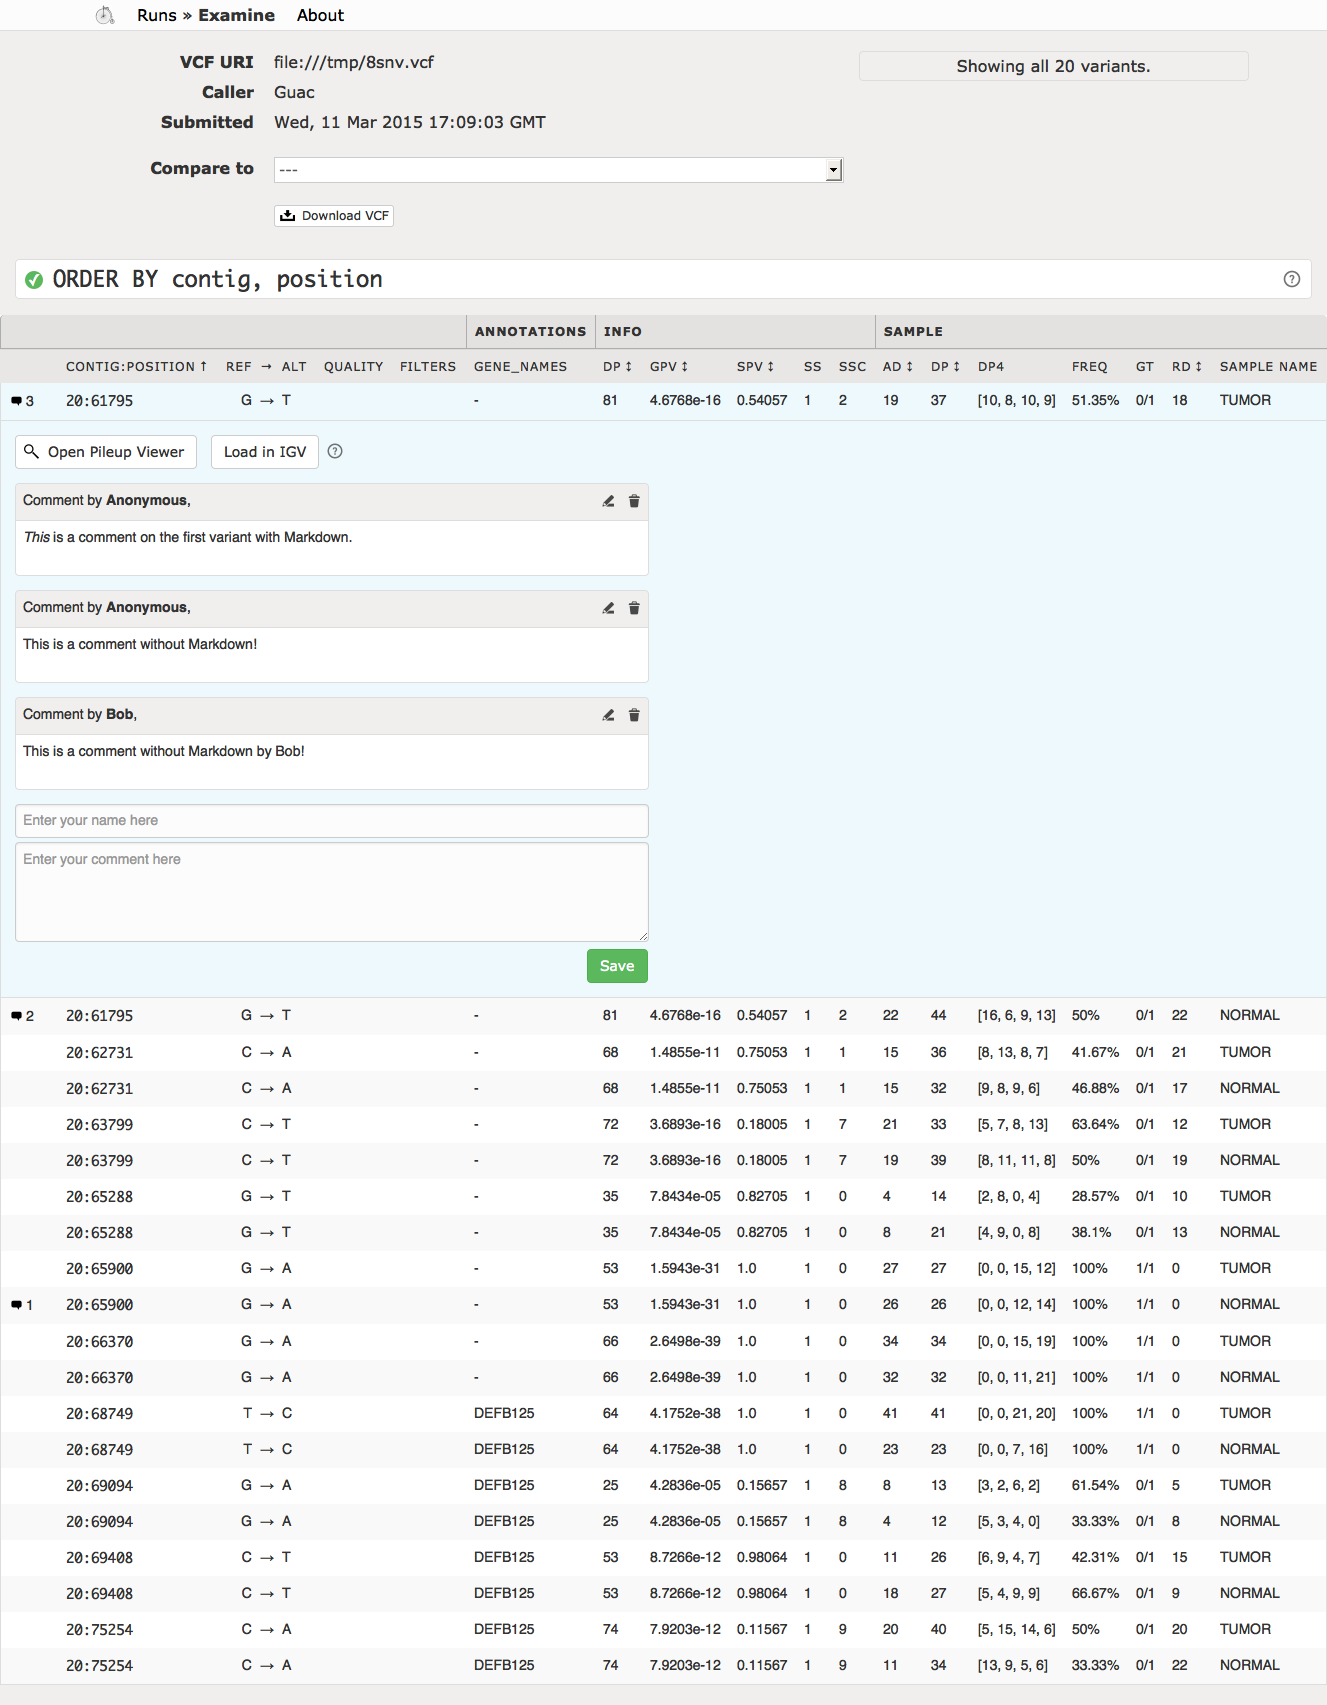 Runs » Examine About
VCF URI file:///tmp/8snv.vcf
Showing all 20 variants.
Caller Guac
Submitted Wed, 11 Mar 2015 17:09:03 GMT
Compare to ---
Download VCF
ORDER BY contig, position ?
ANNOTATIONS INFO SAMPLE
CONTIG:POSITION ↑ REF → ALT QUALITY FILTERS GENE_NAMES DP ↕ GPV ↕ SPV ↕ SS SSC AD ↕ DP ↕ DP4 FREQ GT RD ↕ SAMPLE NAME
3 20:61795 G → T - 81 4.6768e-16 0.54057 1 2 19 37 [10, 8, 10, 9] 51.35% 0/1 18 TUMOR
Open Pileup Viewer Load in IGV ?
Comment by Anonymous,
This is a comment on the first variant with Markdown.
Comment by Anonymous,
This is a comment without Markdown!
Comment by Bob,
This is a comment without Markdown by Bob!
Enter your name here
Enter your comment here
Save
2 20:61795 G → T - 81 4.6768e-16 0.54057 1 2 22 44 [16, 6, 9, 13] 50% 0/1 22 NORMAL
20:62731 C → A - 68 1.4855e-11 0.75053 1 1 15 36 [8, 13, 8, 7] 41.67% 0/1 21 TUMOR
20:62731 C → A - 68 1.4855e-11 0.75053 1 1 15 32 [9, 8, 9, 6] 46.88% 0/1 17 NORMAL
20:63799 C → T - 72 3.6893e-16 0.18005 1 7 21 33 [5, 7, 8, 13] 63.64% 0/1 12 TUMOR
20:63799 C → T - 72 3.6893e-16 0.18005 1 7 19 39 [8, 11, 11, 8] 50% 0/1 19 NORMAL
20:65288 G → T - 35 7.8434e-05 0.82705 1 0 4 14 [2, 8, 0, 4] 28.57% 0/1 10 TUMOR
20:65288 G → T - 35 7.8434e-05 0.82705 1 0 8 21 [4, 9, 0, 8] 38.1% 0/1 13 NORMAL
20:65900 G → A - 53 1.5943e-31 1.0 1 0 27 27 [0, 0, 15, 12] 100% 1/1 0 TUMOR
1 20:65900 G → A - 53 1.5943e-31 1.0 1 0 26 26 [0, 0, 12, 14] 100% 1/1 0 NORMAL
20:66370 G → A - 66 2.6498e-39 1.0 1 0 34 34 [0, 0, 15, 19] 100% 1/1 0 TUMOR
20:66370 G → A - 66 2.6498e-39 1.0 1 0 32 32 [0, 0, 11, 21] 100% 1/1 0 NORMAL
20:68749 T → C DEFB125 64 4.1752e-38 1.0 1 0 41 41 [0, 0, 21, 20] 100% 1/1 0 TUMOR
20:68749 T → C DEFB125 64 4.1752e-38 1.0 1 0 23 23 [0, 0, 7, 16] 100% 1/1 0 NORMAL
20:69094 G → A DEFB125 25 4.2836e-05 0.15657 1 8 8 13 [3, 2, 6, 2] 61.54% 0/1 5 TUMOR
20:69094 G → A DEFB125 25 4.2836e-05 0.15657 1 8 4 12 [5, 3, 4, 0] 33.33% 0/1 8 NORMAL
20:69408 C → T DEFB125 53 8.7266e-12 0.98064 1 0 11 26 [6, 9, 4, 7] 42.31% 0/1 15 TUMOR
20:69408 C → T DEFB125 53 8.7266e-12 0.98064 1 0 18 27 [5, 4, 9, 9] 66.67% 0/1 9 NORMAL
20:75254 C → A DEFB125 74 7.9203e-12 0.11567 1 9 20 40 [5, 15, 14, 6] 50% 0/1 20 TUMOR
20:75254 C → A DEFB125 74 7.9203e-12 0.11567 1 9 11 34 [13, 9, 5, 6] 33.33% 0/1 22 NORMAL